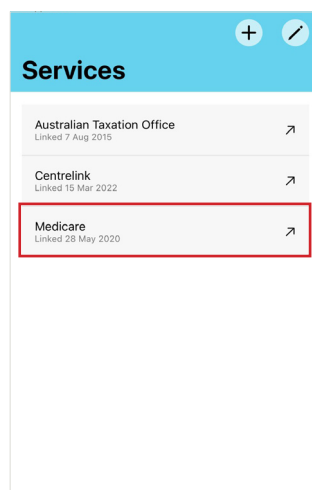 Services
Australian Taxation Office
Linked 7 Aug 2015
Centrelink
Linked 15 Mar 2022
Medicare
Linked 28 May 2020